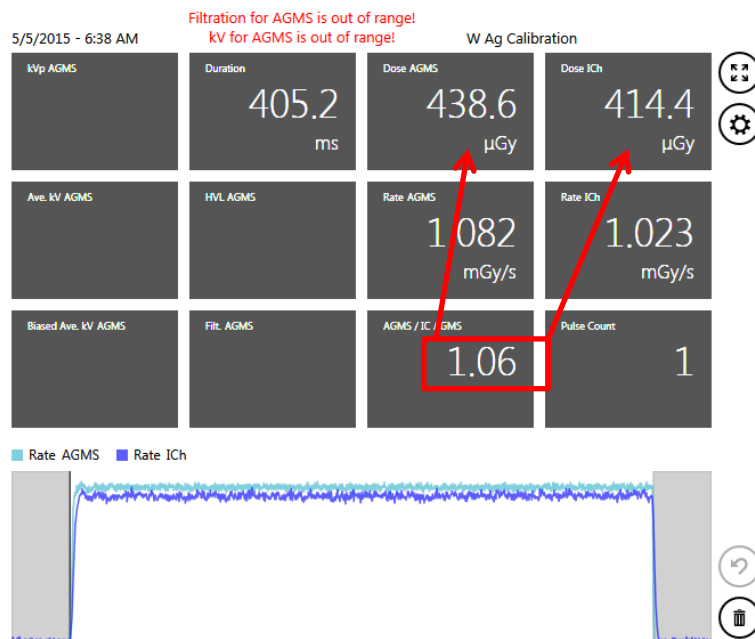 Filtration for AGMS is out of range!
5/5/2015 - 6:38 AM
kV for AGMS is out of range!
W Ag Calibration
kVp AGMS
Duration
405.2
ms
Dose AGMS
438.6
µGy
Dose ICh
414.4
µGy
Ave. kV AGMS
HVL AGMS
Rate AGMS
1.082
mGy/s
Rate ICh
1.023
mGy/s
Biased Ave. kV AGMS
Filt. AGMS
AGMS / IC AGMS
1.06
Pulse Count
1
Rate AGMS
Rate ICh